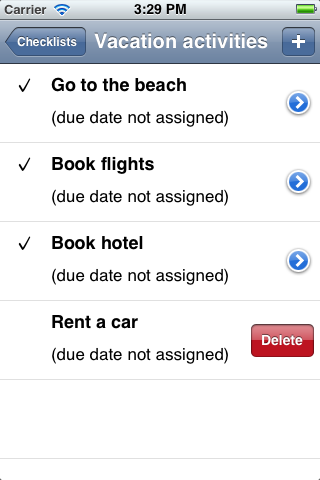 Carrier 3:29 PM
Checklists Vacation activities +
✓ Go to the beach
(due date not assigned)
✓ Book flights
(due date not assigned)
✓ Book hotel
(due date not assigned)
Rent a car
(due date not assigned) Delete